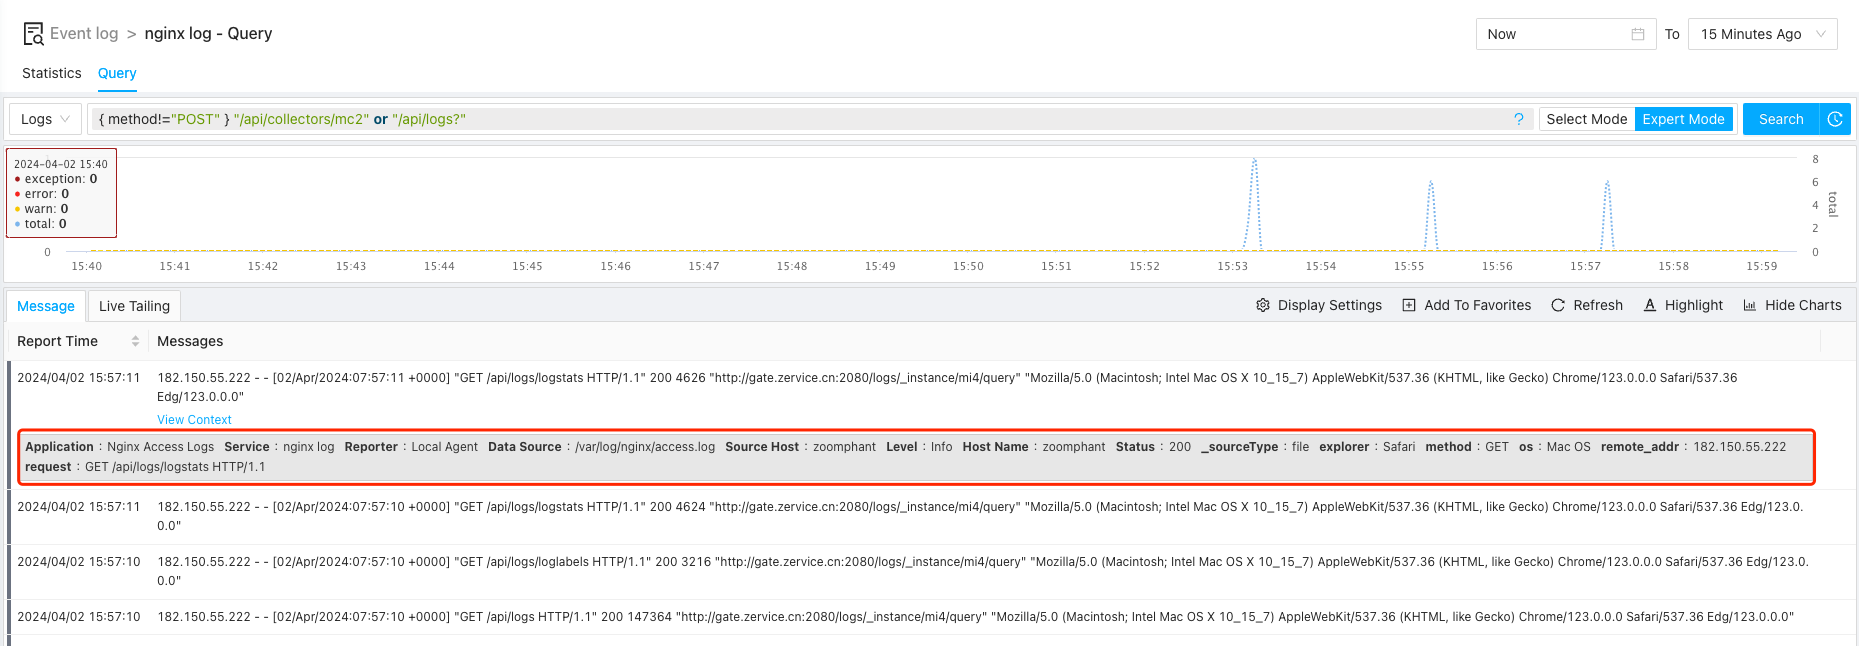 Event log > nginx log - Query
Now To 15 Minutes Ago
Statistics Query
Logs { method!="POST" } "/api/collectors/mc2" or "/api/logs?" ? Select Mode Expert Mode Search
2024-04-02 15:40
exception: 0
error: 0
warn: 0
total: 0
0
8
6
4
2
0
total
15:40 15:41 15:42 15:43 15:44 15:45 15:46 15:47 15:48 15:49 15:50 15:51 15:52 15:53 15:54 15:55 15:56 15:57 15:58 15:59
Message Live Tailing Display Settings Add To Favorites Refresh Highlight Hide Charts
Report Time Messages
2024/04/02 15:57:11 182.150.55.222 - - [02/Apr/2024:07:57:11 +0000] "GET /api/logs/logstats HTTP/1.1" 200 4626 "http://gate.zervice.cn:2080/logs/_instance/mi4/query" "Mozilla/5.0 (Macintosh; Intel Mac OS X 10_15_7) AppleWebKit/537.36 (KHTML, like Gecko) Chrome/123.0.0.0 Safari/537.36
Edg/123.0.0.0"
View Context
Application : Nginx Access Logs Service : nginx log Reporter : Local Agent Data Source : /var/log/nginx/access.log Source Host : zoomphant Level : Info Host Name : zoomphant Status : 200 _sourceType : file explorer : Safari method : GET os : Mac OS remote_addr : 182.150.55.222
request : GET /api/logs/logstats HTTP/1.1
2024/04/02 15:57:11 182.150.55.222 - - [02/Apr/2024:07:57:10 +0000] "GET /api/logs/logstats HTTP/1.1" 200 4624 "http://gate.zervice.cn:2080/logs/_instance/mi4/query" "Mozilla/5.0 (Macintosh; Intel Mac OS X 10_15_7) AppleWebKit/537.36 (KHTML, like Gecko) Chrome/123.0.0.0 Safari/537.36 Edg/123.0.
0.0"
2024/04/02 15:57:10 182.150.55.222 - - [02/Apr/2024:07:57:10 +0000] "GET /api/logs/loglabels HTTP/1.1" 200 3216 "http://gate.zervice.cn:2080/logs/_instance/mi4/query" "Mozilla/5.0 (Macintosh; Intel Mac OS X 10_15_7) AppleWebKit/537.36 (KHTML, like Gecko) Chrome/123.0.0.0 Safari/537.36 Edg/123.0.
0.0"
2024/04/02 15:57:10 182.150.55.222 - - [02/Apr/2024:07:57:10 +0000] "GET /api/logs HTTP/1.1" 200 147364 "http://gate.zervice.cn:2080/logs/_instance/mi4/query" "Mozilla/5.0 (Macintosh; Intel Mac OS X 10_15_7) AppleWebKit/537.36 (KHTML, like Gecko) Chrome/123.0.0.0 Safari/537.36 Edg/123.0.0.0"